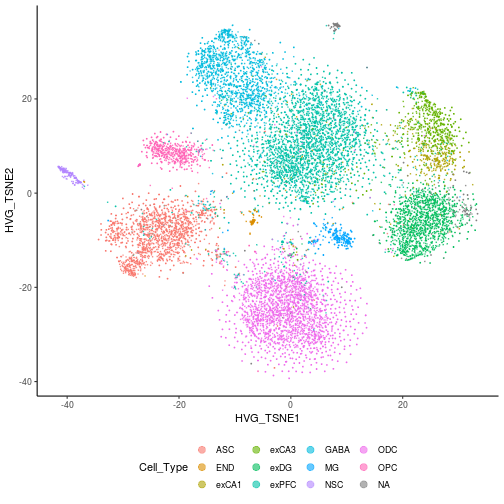 HVG_TSNE2
20
0
-20
-40
-40
-20
0
20
HVG_TSNE1
Cell_Type
ASC exCA3 GABA ODC
END exDG MG OPC
exCA1 exPFC NSC NA